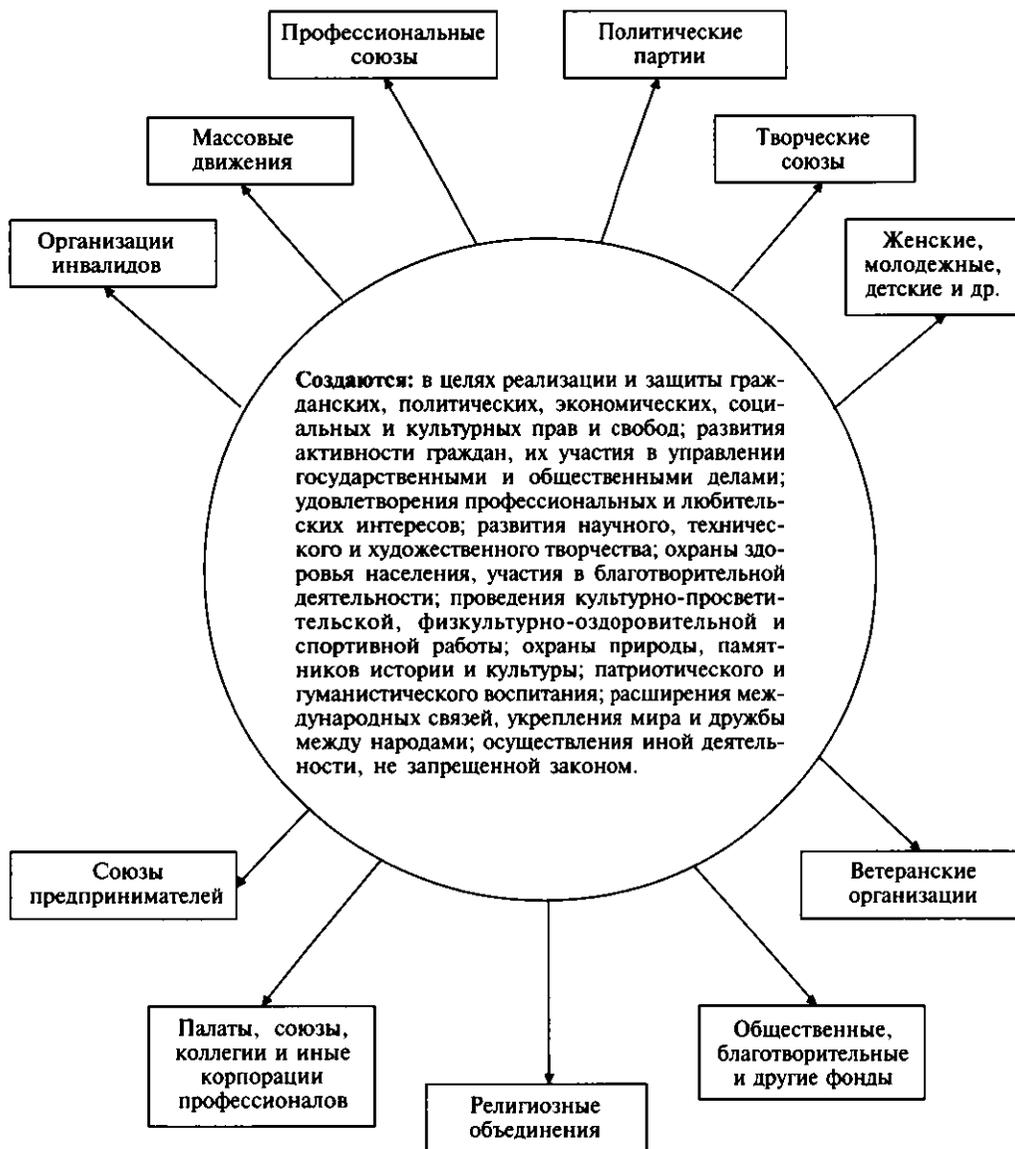 Профессиональные
союзы
Политические
партии
Массовые
движения
Творческие
союзы
Организации
инвалидов
Женские,
молодежные,
детские и др.
Создаются: в целях реализации и защиты граж-
данских, политических, экономических, соци-
альных и культурных прав и свобод; развития
активности граждан, их участия в управлении
государственными и общественными делами;
удовлетворения профессиональных и любитель-
ских интересов; развития научного, техничес-
кого и художественного творчества; охраны здо-
ровья населения, участия в благотворительной
деятельности; проведения культурно-просвети-
тельской, физкультурно-оздоровительной и
спортивной работы; охраны природы, памят-
ников истории и культуры; патриотического и
гуманистического воспитания; расширения меж-
дународных связей, укрепления мира и дружбы
между народами; осуществления иной деятель-
ности, не запрещенной законом.
Союзы
предпринимателей
Ветеранские
организации
Палаты, союзы,
коллегии и иные
корпорации
профессионалов
Общественные,
благотворительные
и другие фонды
Религиозные
объединения